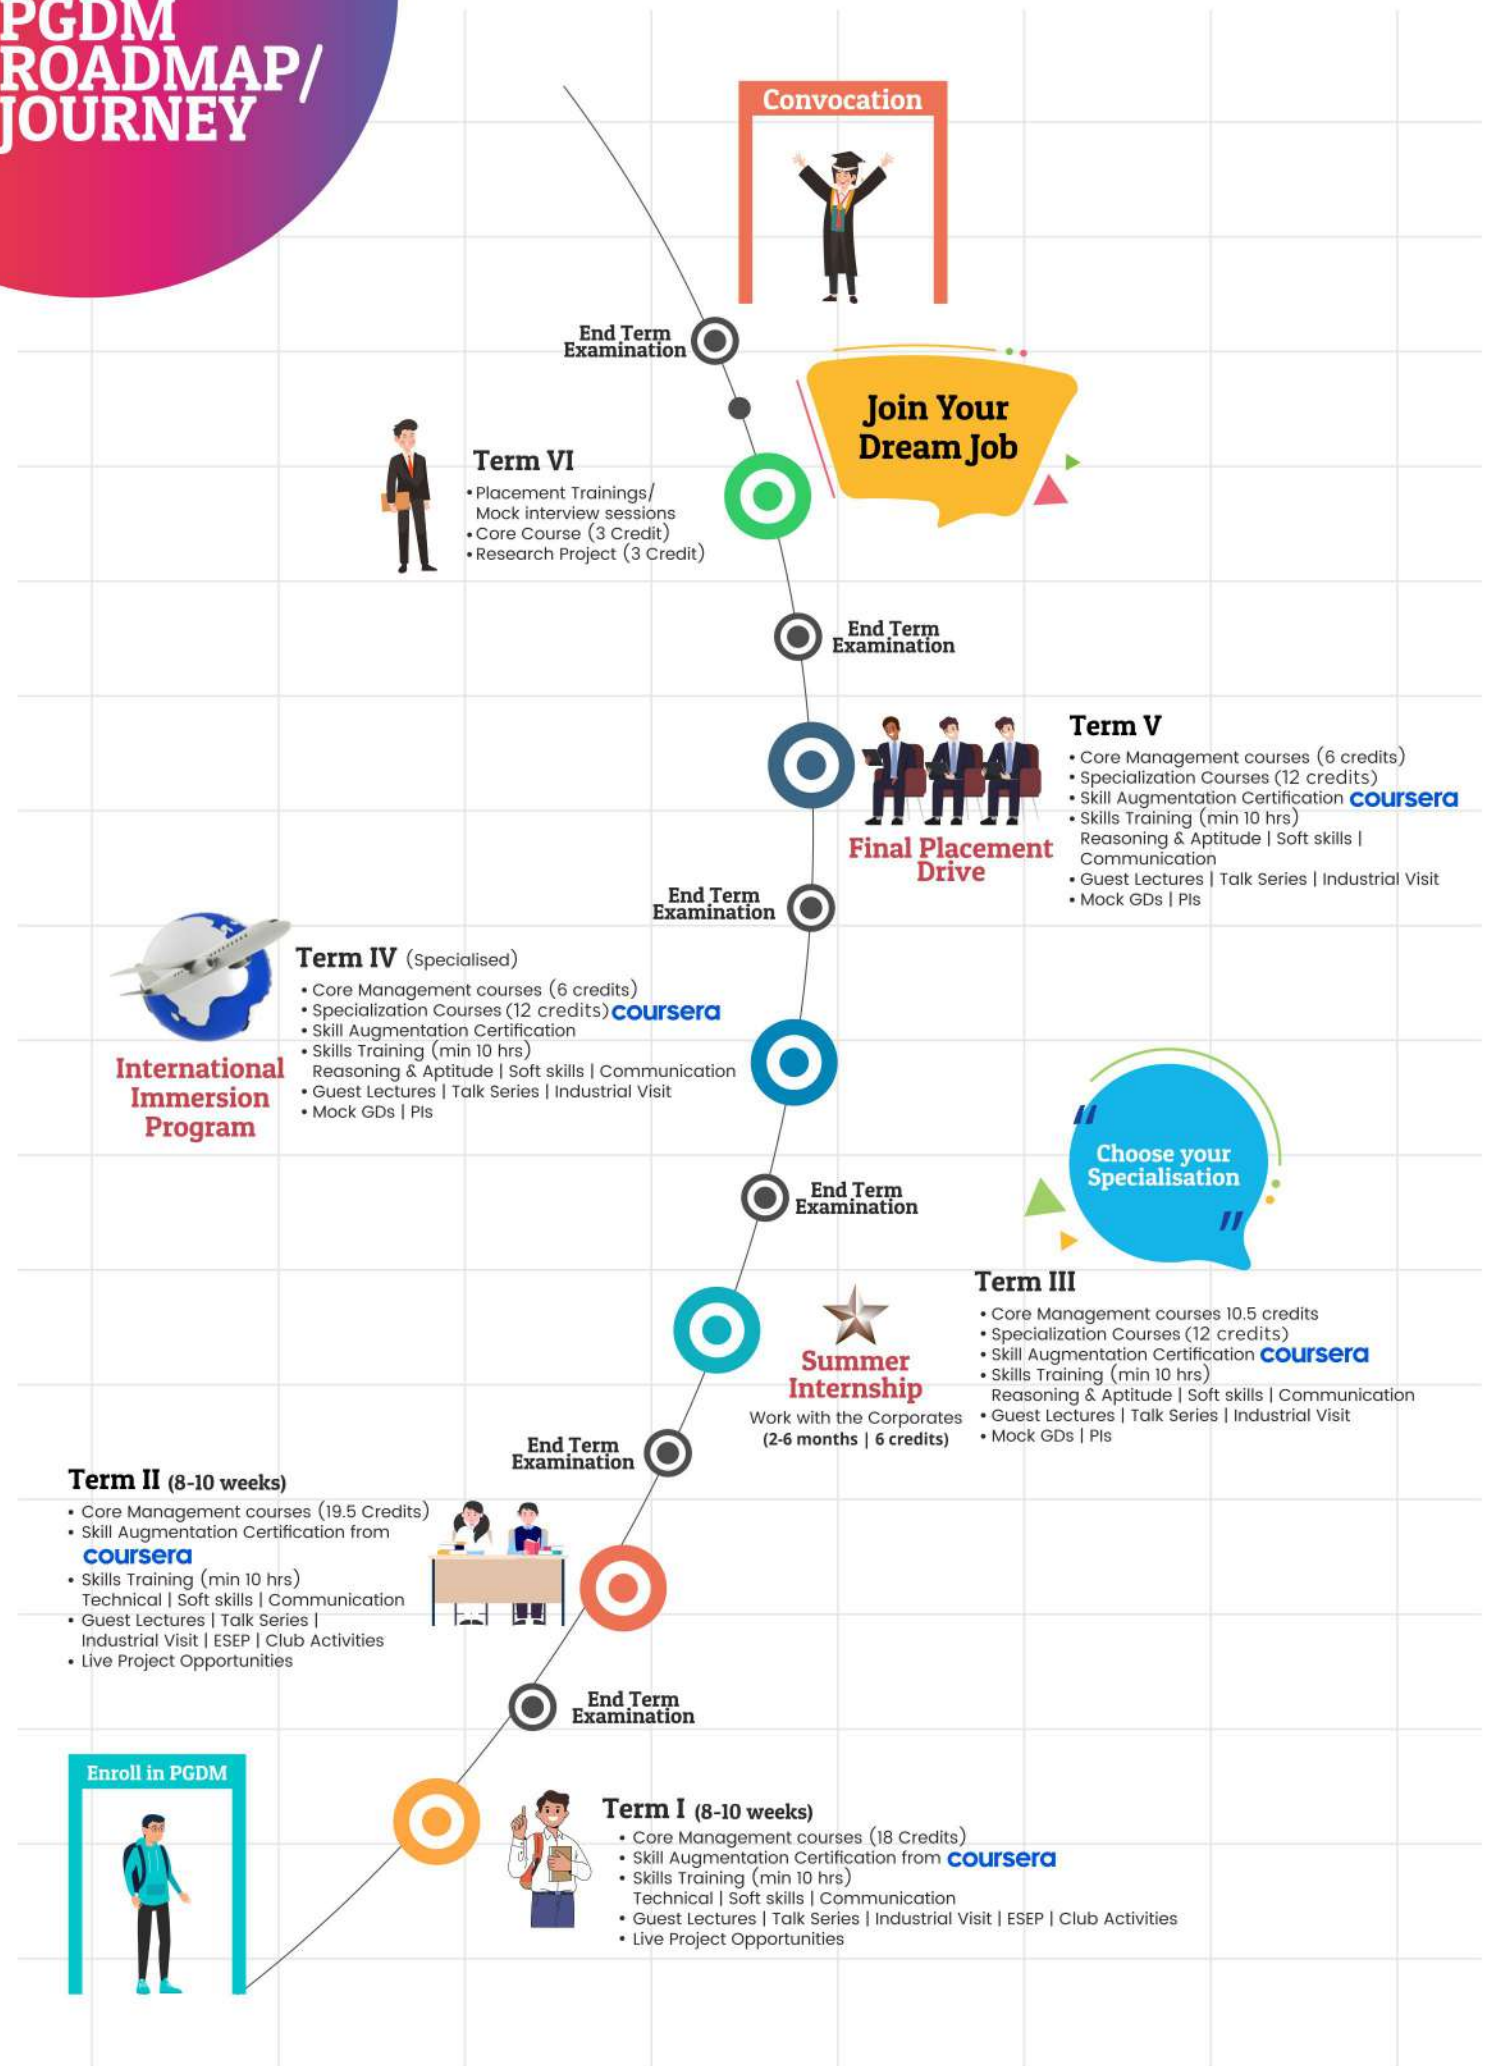 PGDM
ROADMAP/
JOURNEY
Convocation
End Term
Examination
Join Your
Dream Job
Term VI
• Placement Trainings/
Mock interview sessions
• Core Course (3 Credit)
• Research Project (3 Credit)
End Term
Examination
Final Placement
Drive
Term V
• Core Management courses (6 credits)
• Specialization Courses (12 credits)
• Skill Augmentation Certification coursera
• Skills Training (min 10 hrs)
Reasoning & Aptitude | Soft skills |
Communication
• Guest Lectures | Talk Series | Industrial Visit
• Mock GDs | PIs
End Term
Examination
International
Immersion
Program
Term IV (Specialised)
• Core Management courses (6 credits)
• Specialization Courses (12 credits) coursera
• Skill Augmentation Certification
• Skills Training (min 10 hrs)
Reasoning & Aptitude | Soft skills | Communication
• Guest Lectures | Talk Series | Industrial Visit
• Mock GDs | PIs
"
Choose your
Specialisation
"
End Term
Examination
Summer
Internship
Work with the Corporates
(2-6 months | 6 credits)
Term III
• Core Management courses 10.5 credits
• Specialization Courses (12 credits)
• Skill Augmentation Certification coursera
• Skills Training (min 10 hrs)
Reasoning & Aptitude | Soft skills | Communication
• Guest Lectures | Talk Series | Industrial Visit
• Mock GDs | PIs
End Term
Examination
Term II (8-10 weeks)
• Core Management courses (19.5 Credits)
• Skill Augmentation Certification from
coursera
• Skills Training (min 10 hrs)
Technical | Soft skills | Communication
• Guest Lectures | Talk Series |
Industrial Visit | ESEP | Club Activities
• Live Project Opportunities
End Term
Examination
Enroll in PGDM
Term I (8-10 weeks)
• Core Management courses (18 Credits)
• Skill Augmentation Certification from coursera
• Skills Training (min 10 hrs)
Technical | Soft skills | Communication
• Guest Lectures | Talk Series | Industrial Visit | ESEP | Club Activities
• Live Project Opportunities